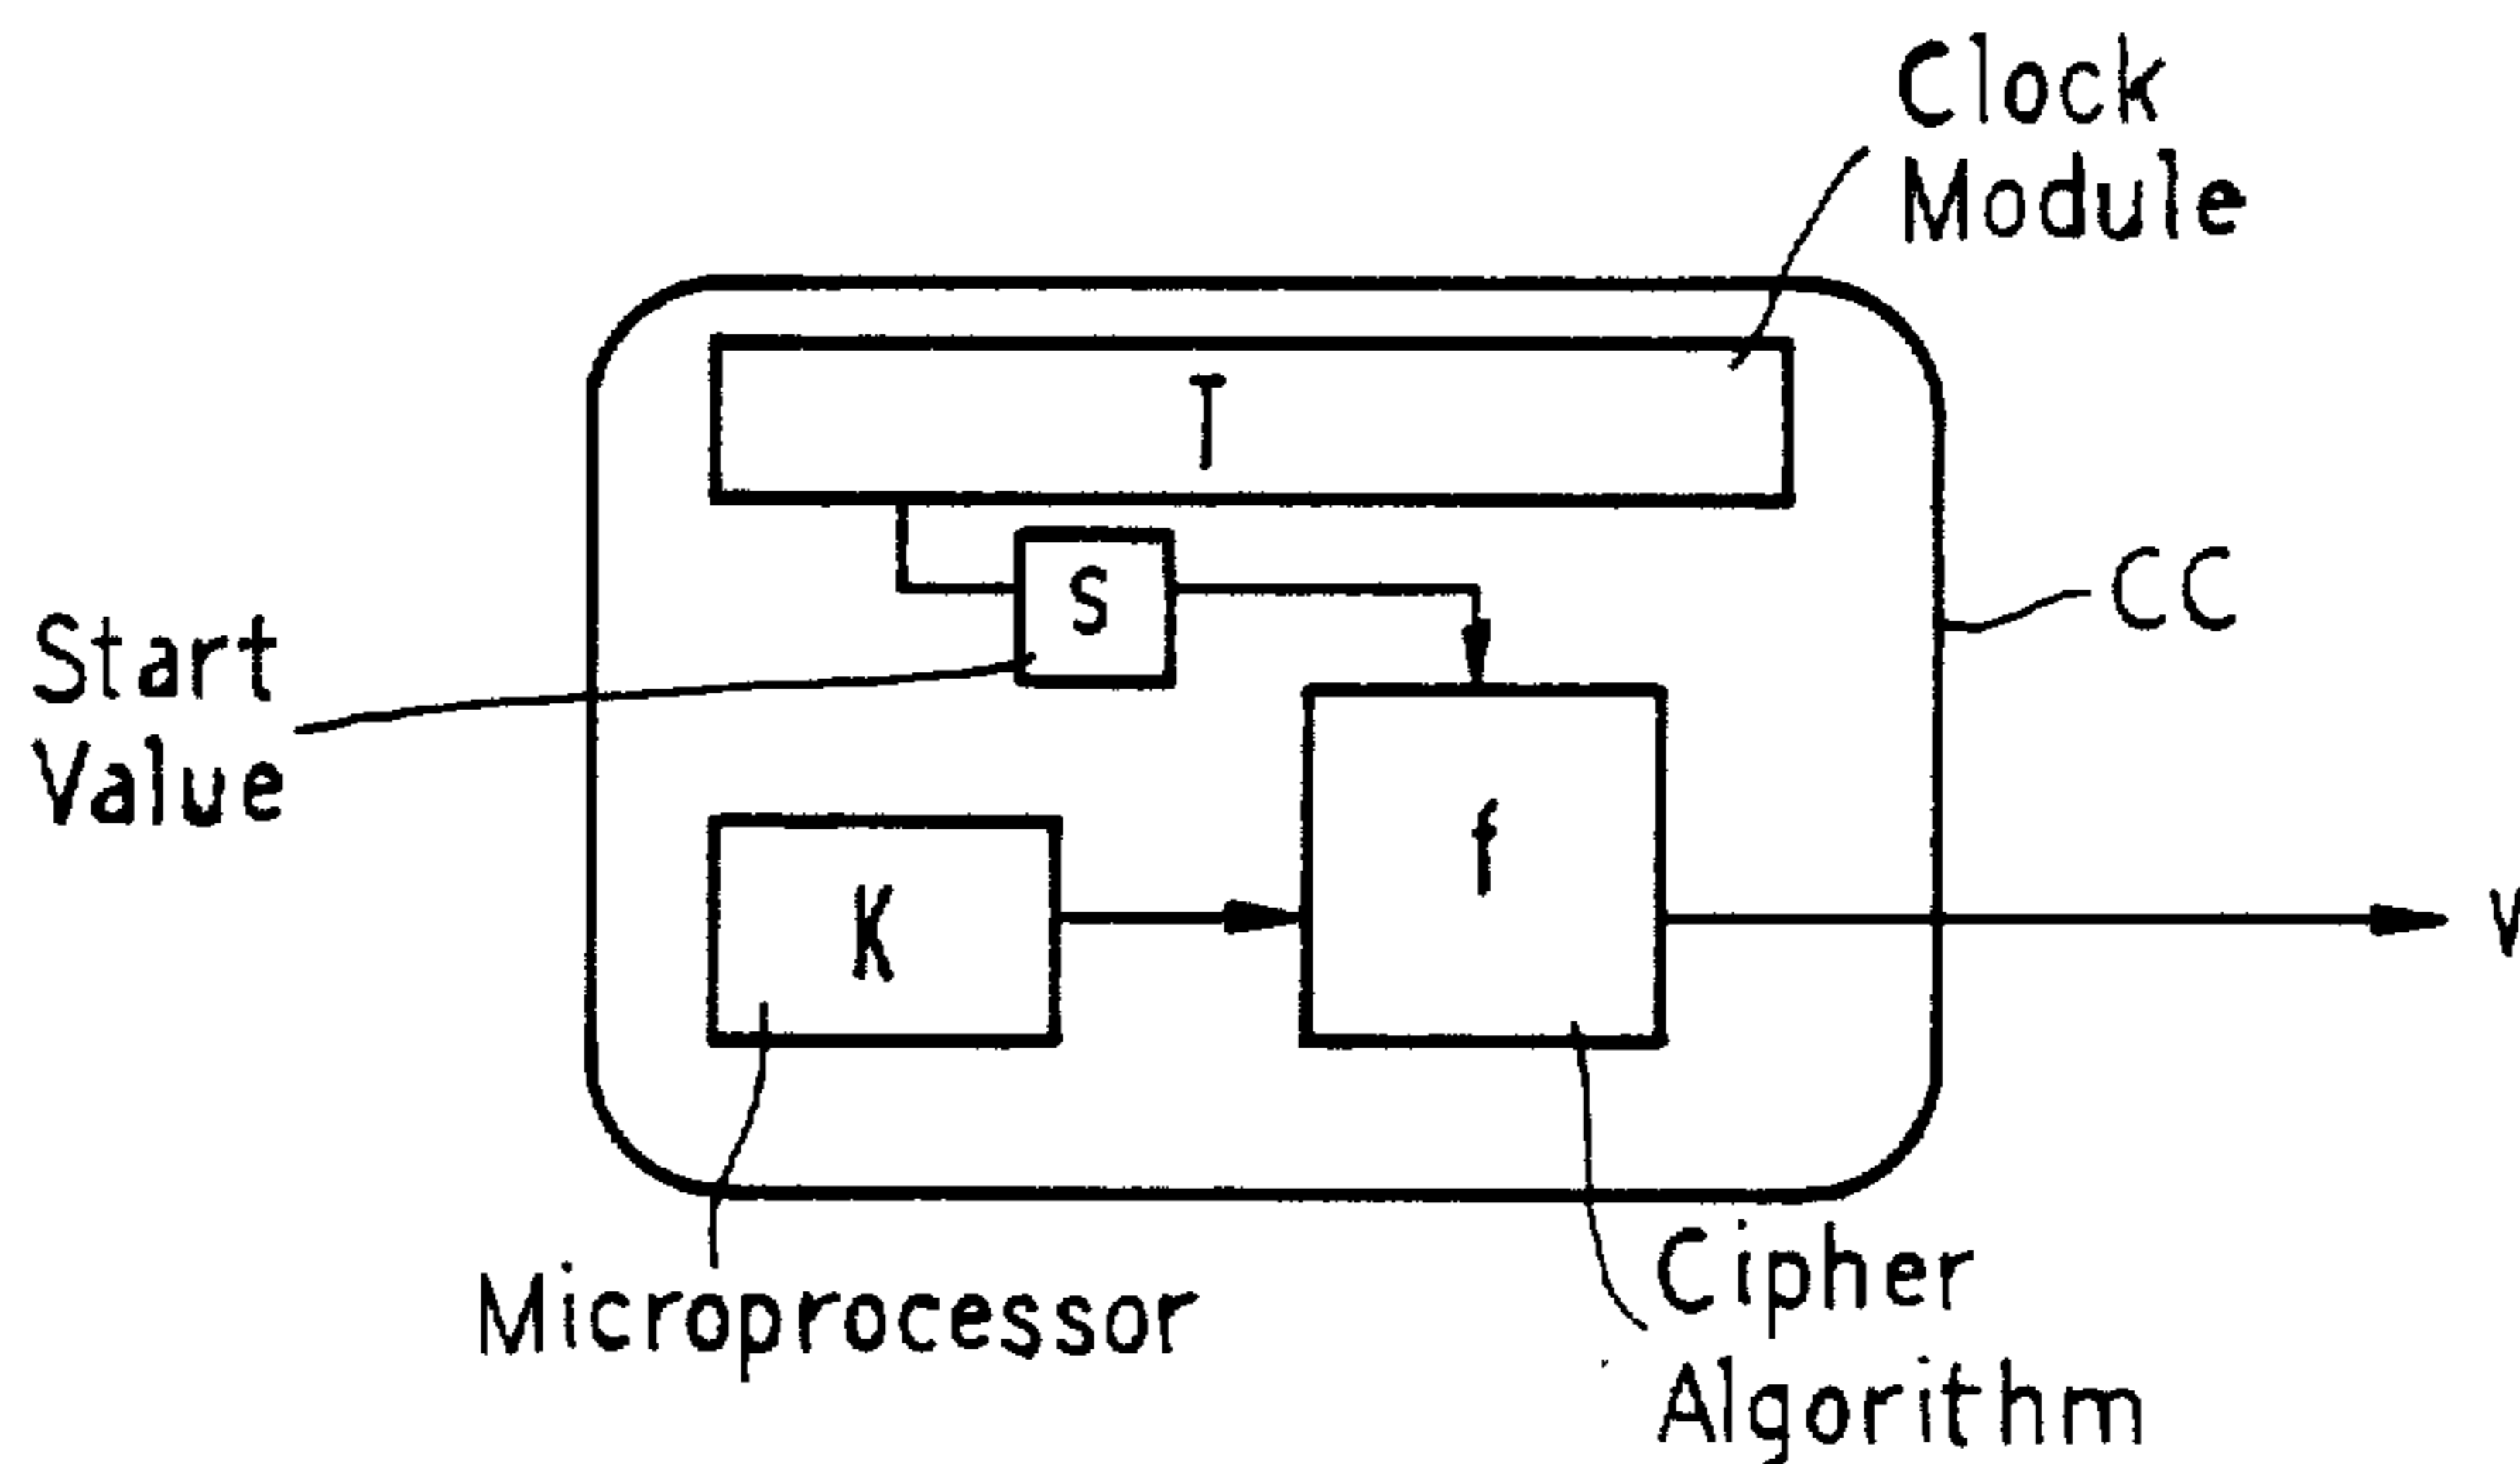 Clock
Module
T
S
CC
Start
Value
f
K
v
Microprocessor
Cipher
Algorithm